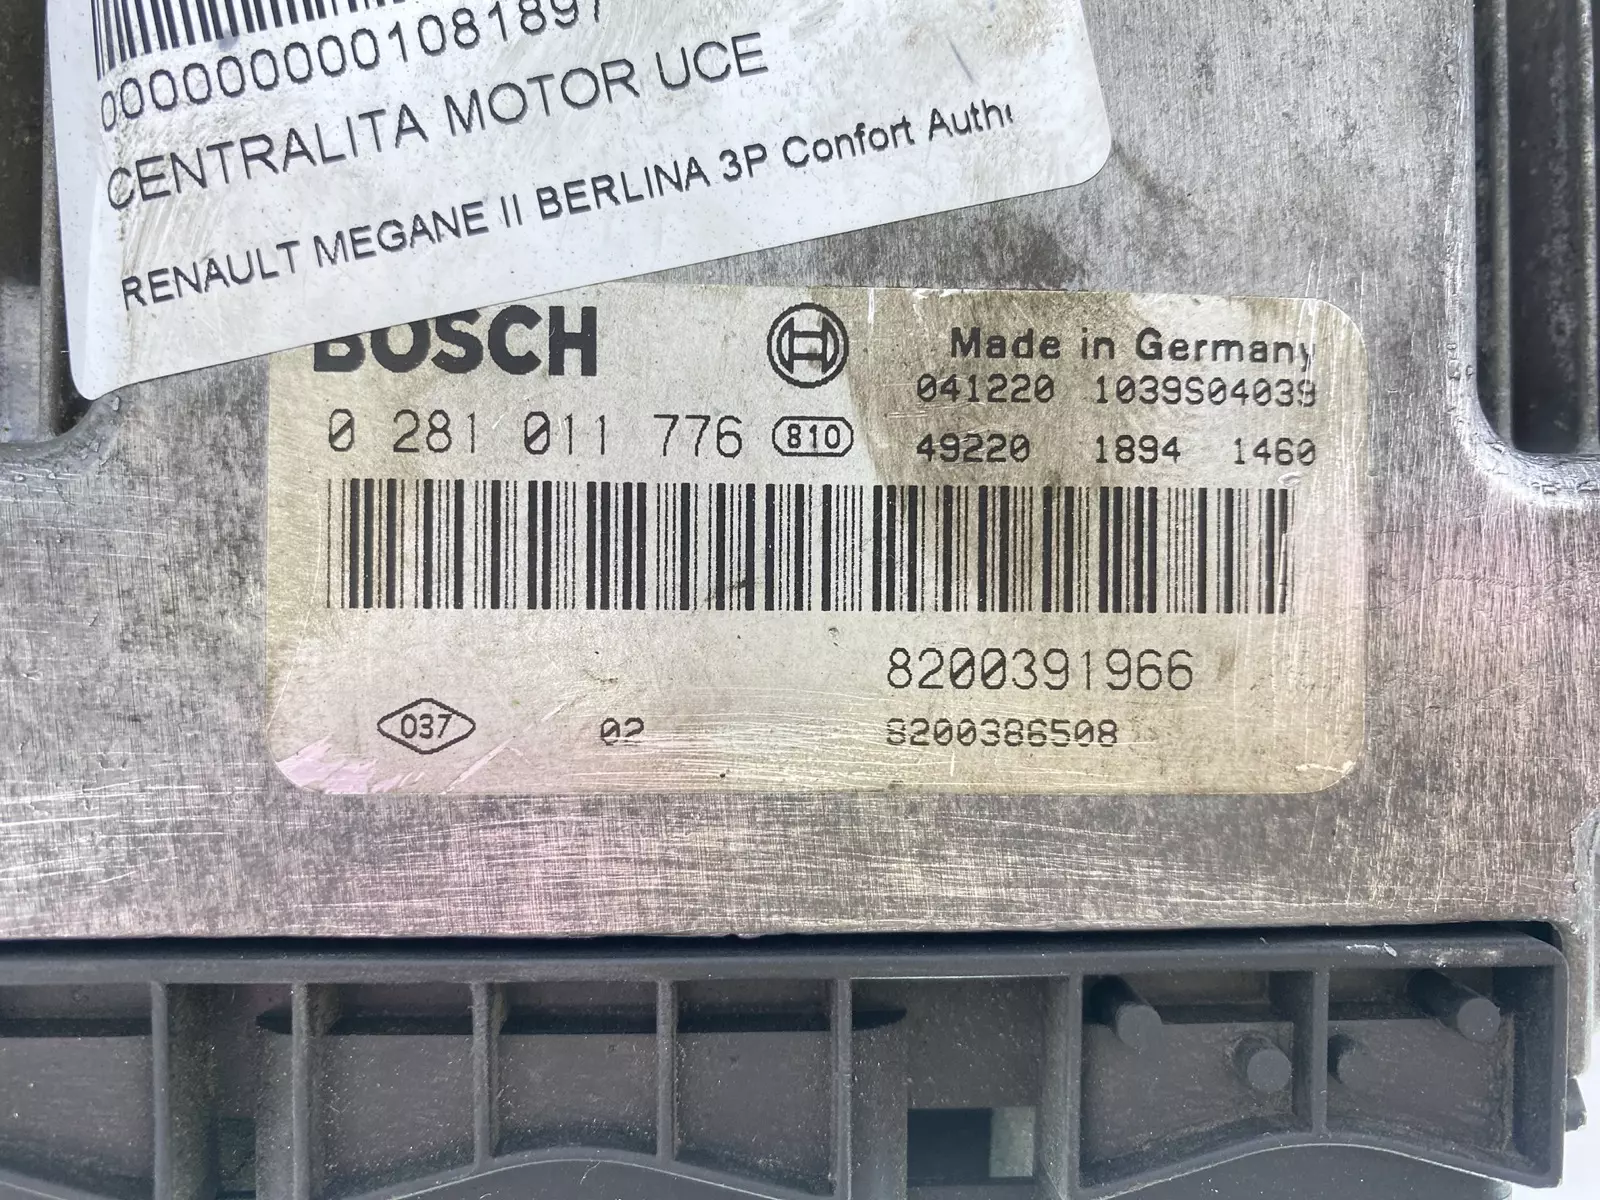 0000000001081897
CENTRALITA MOTOR UCE
RENAULT MEGANE II BERLINA 3P Confort
BOSCH
Made in Germany
041220 1039S04039
0 281 011 776 810
49220 1894 1460
8200391966
037 02 8200386508